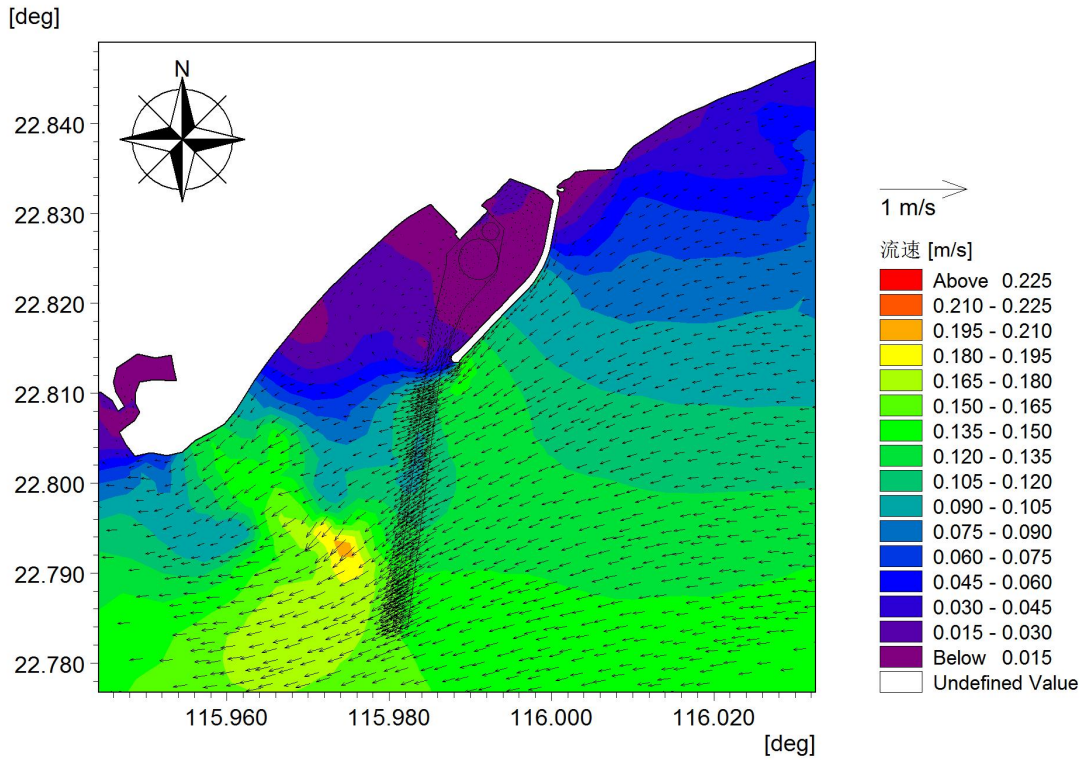 [deg]
N
22.840
22.830
22.820
22.810
22.800
22.790
22.780
115.960 115.980 116.000 116.020
[deg]
1 m/s
流速 [m/s]
Above 0.225
0.210 - 0.225
0.195 - 0.210
0.180 - 0.195
0.165 - 0.180
0.150 - 0.165
0.135 - 0.150
0.120 - 0.135
0.105 - 0.120
0.090 - 0.105
0.075 - 0.090
0.060 - 0.075
0.045 - 0.060
0.030 - 0.045
0.015 - 0.030
Below 0.015
Undefined Value